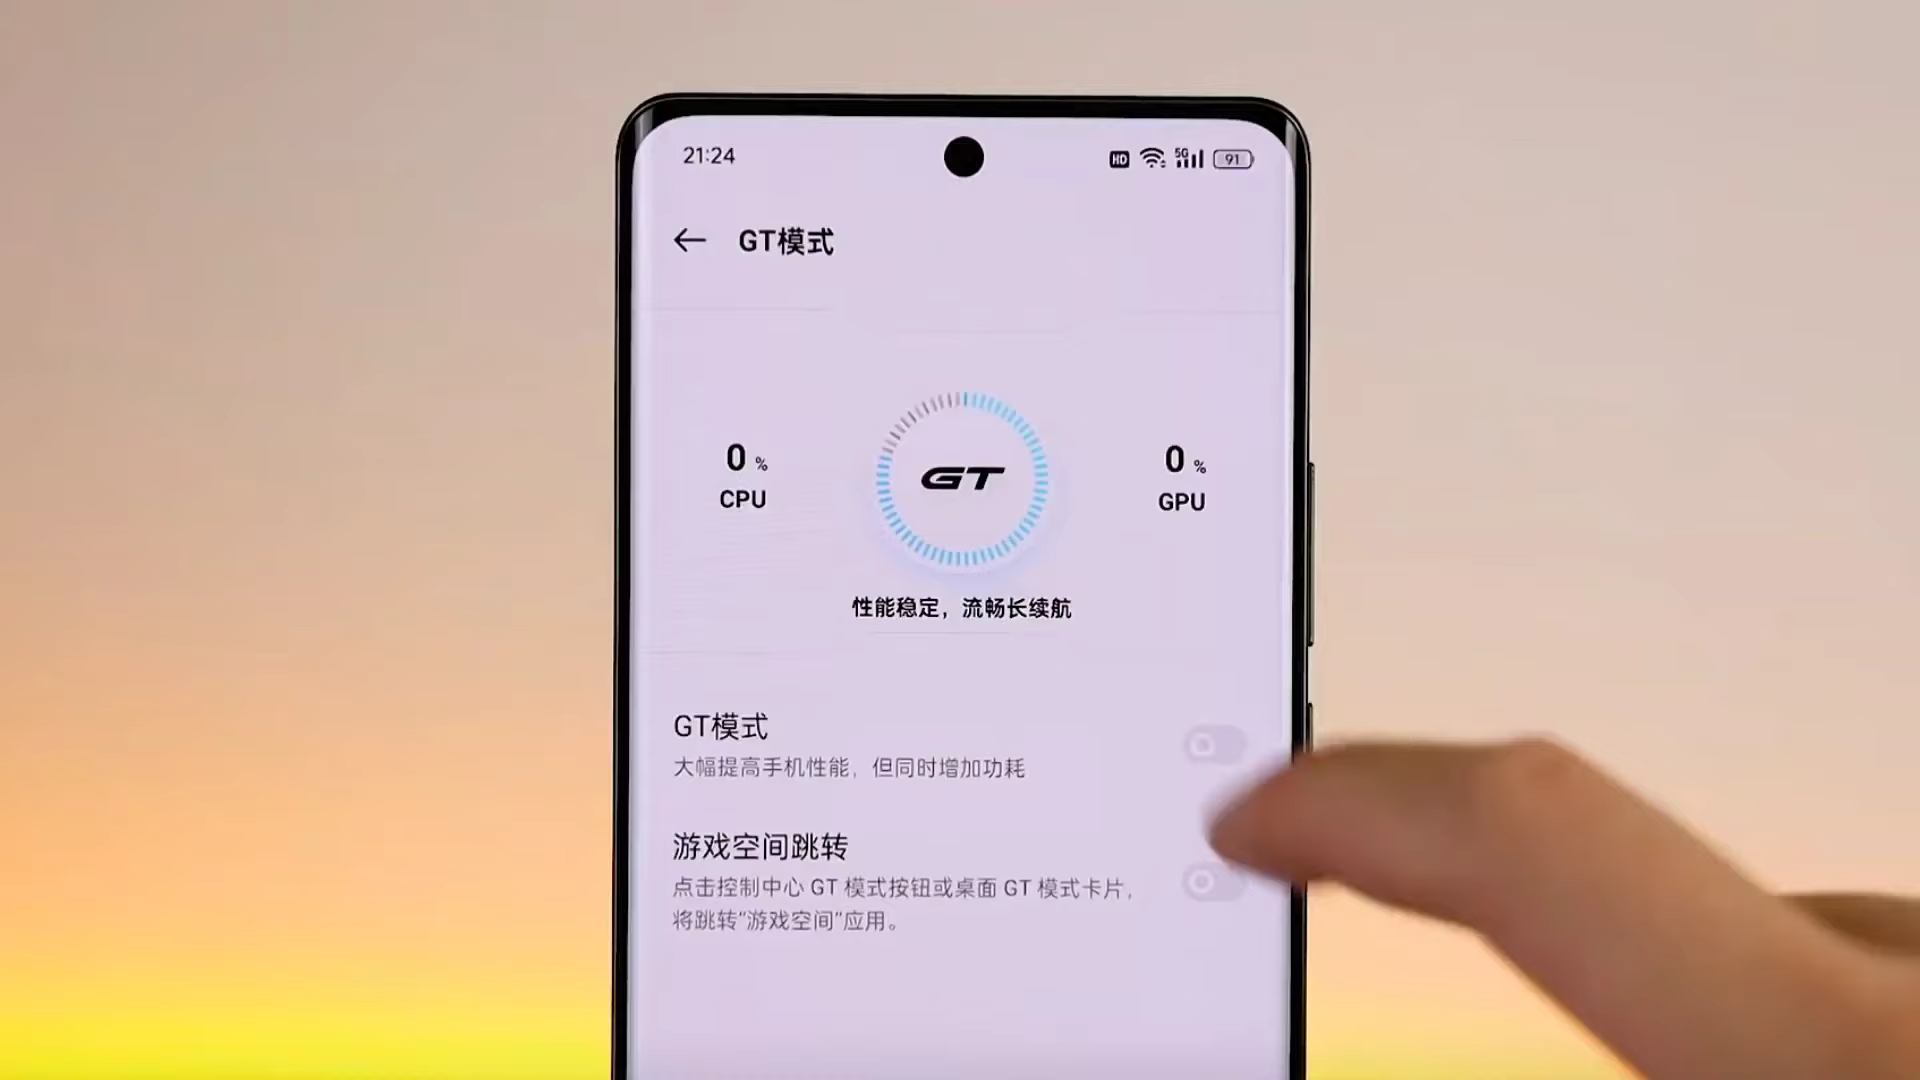 21:24
HD 5G 91
GT模式
GT
0 %
CPU
0 %
GPU
性能稳定，流畅长续航
GT模式
大幅提高手机性能，但同时增加功耗
游戏空间跳转
点击控制中心 GT 模式按钮或桌面 GT 模式卡片，
将跳转“游戏空间”应用。